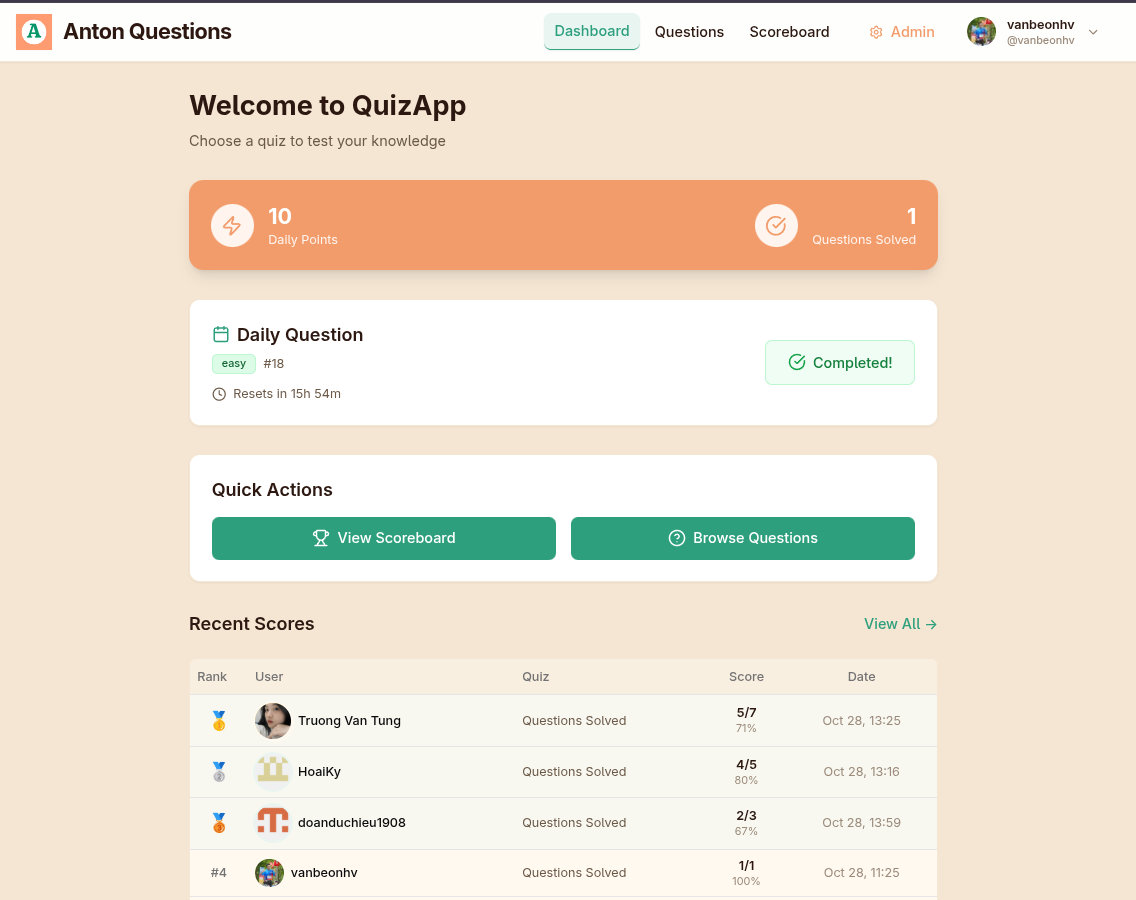 A Anton Questions
Dashboard Questions Scoreboard Admin
vanbeonhv
@vanbeonhv
Welcome to QuizApp
Choose a quiz to test your knowledge
10
Daily Points
1
Questions Solved
Daily Question
easy #18
Resets in 15h 54m
Completed!
Quick Actions
View Scoreboard
Browse Questions
Recent Scores
View All →
Rank User Quiz Score Date
1 Truong Van Tung Questions Solved 5/7 Oct 28, 13:25
71%
2 HoaiKy Questions Solved 4/5 Oct 28, 13:16
80%
3 doanduchieu1908 Questions Solved 2/3 Oct 28, 13:59
67%
#4 vanbeonhv Questions Solved 1/1 Oct 28, 11:25
100%